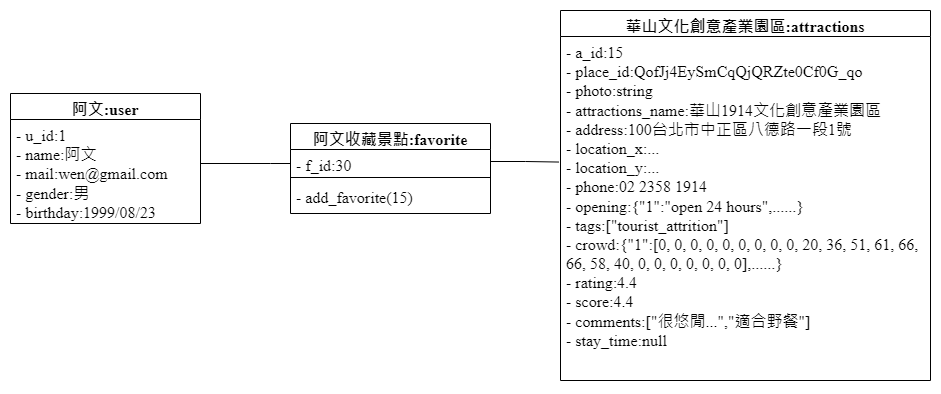 阿文:user
- u_id:1
- name:阿文
- mail:wen@gmail.com
- gender:男
- birthday:1999/08/23
阿文收藏景點:favorite
- f_id:30
- add_favorite(15)
華山文化創意產業園區:attractions
- a_id:15
- place_id:QofJj4EySmCqQjQRZte0Cf0G_qo
- photo:string
- attractions_name:華山1914文化創意產業園區
- address:100台北市中正區八德路一段1號
- location_x:...
- location_y:...
- phone:02 2358 1914
- opening:{"1":"open 24 hours",......}
- tags:["tourist_attrition"]
- crowd:{"1":[0, 0, 0, 0, 0, 0, 0, 0, 0, 0, 20, 36, 51, 61, 66,
66, 58, 40, 0, 0, 0, 0, 0, 0, 0],......}
- rating:4.4
- score:4.4
- comments:["很悠閒...","適合野餐"]
- stay_time:null